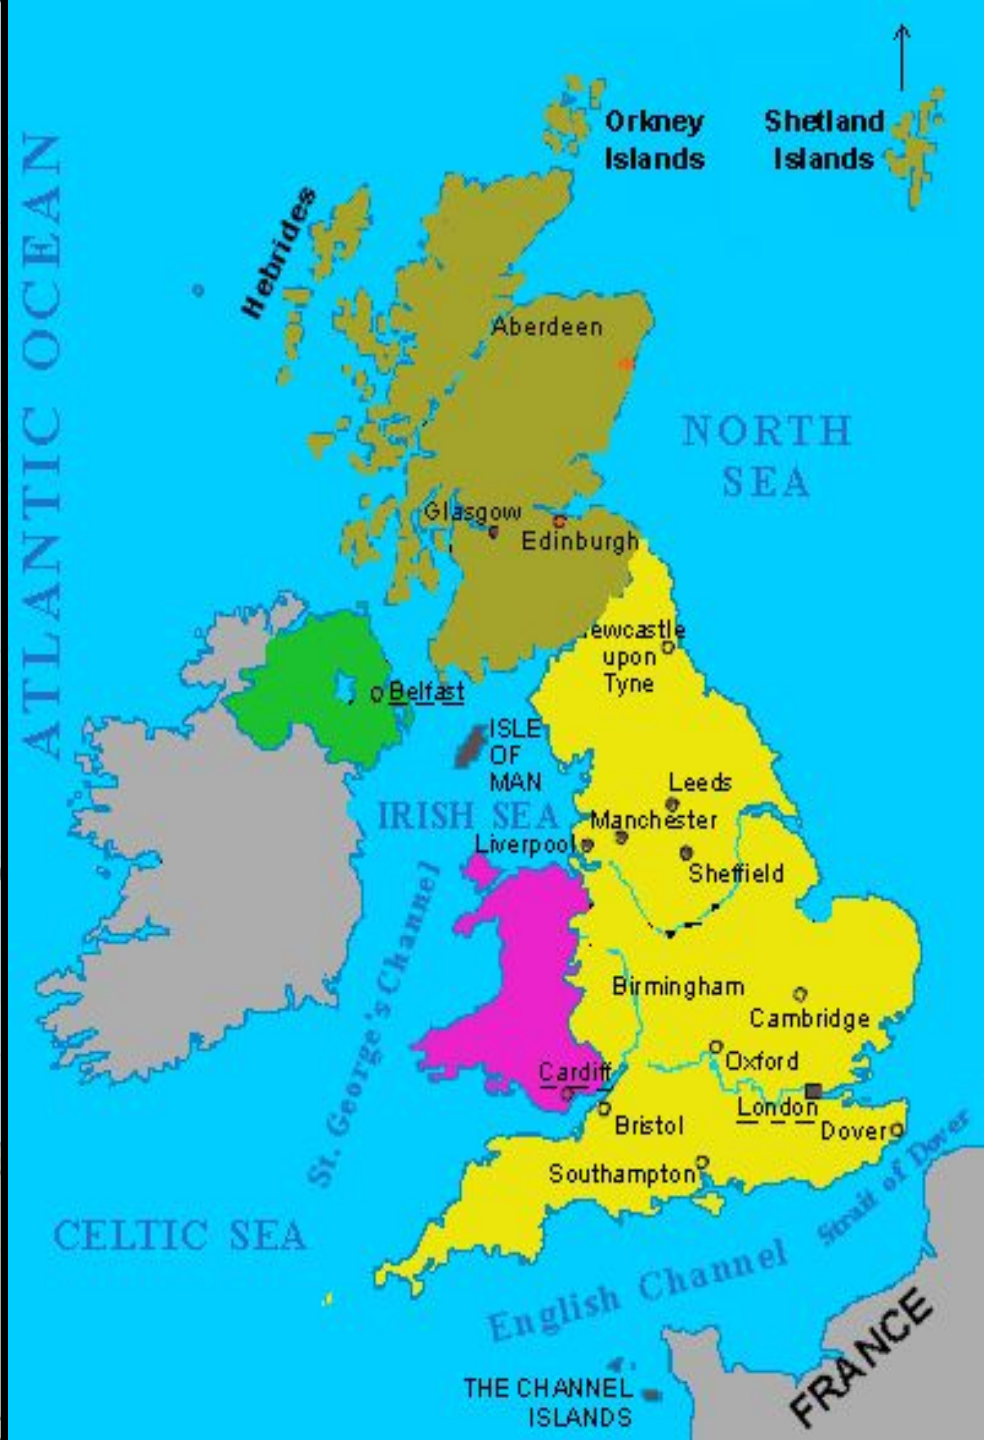 Orkney
Islands
Shetland
Islands
Hebrides
ATLANTIC OCEAN
Aberdeen
NORTH
SEA
Glasgow
Edinburgh
ewcastle
upon
Tyne
Belfast
ISLE
OF
MAN
Leeds
IRISH SEA
Manchester
Liverpool
Sheffield
St. George's Channel
Birmingham
Cambridge
Oxford
Cardiff
London
Bristol
Dover
Southampton
Strait of Dover
CELTIC SEA
English Channel
FRANCE
THE CHANNEL
ISLANDS